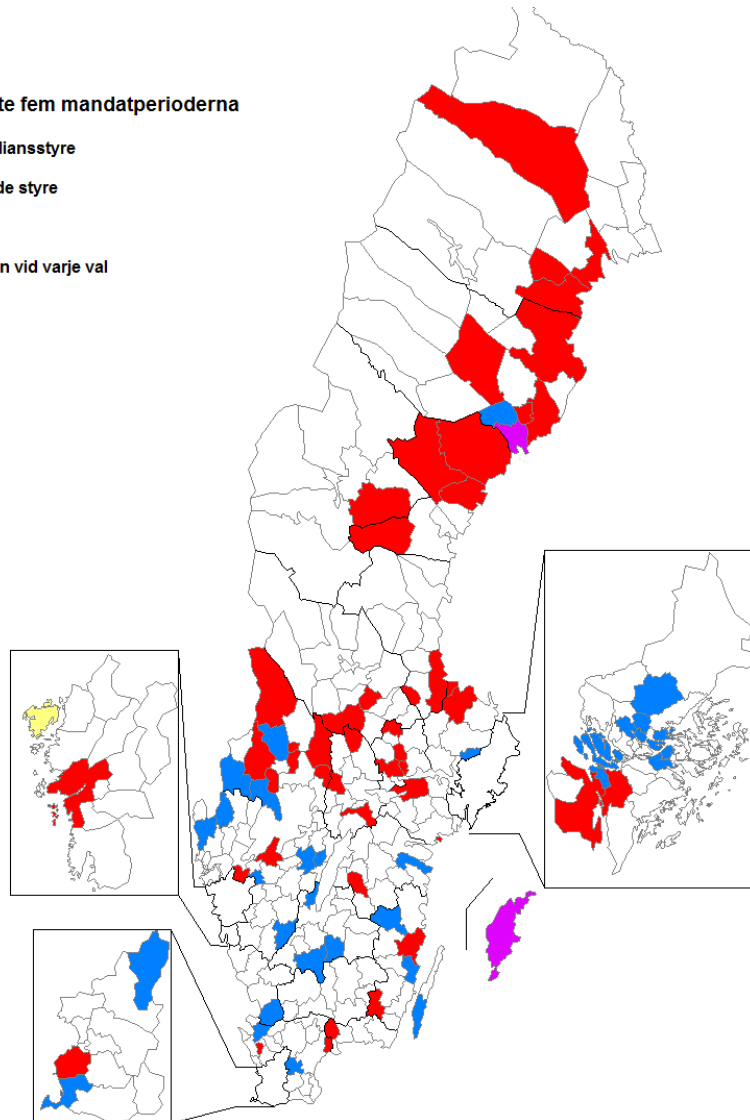 te fem mandatperioderna
liansstyre
de styre
n vid varje val